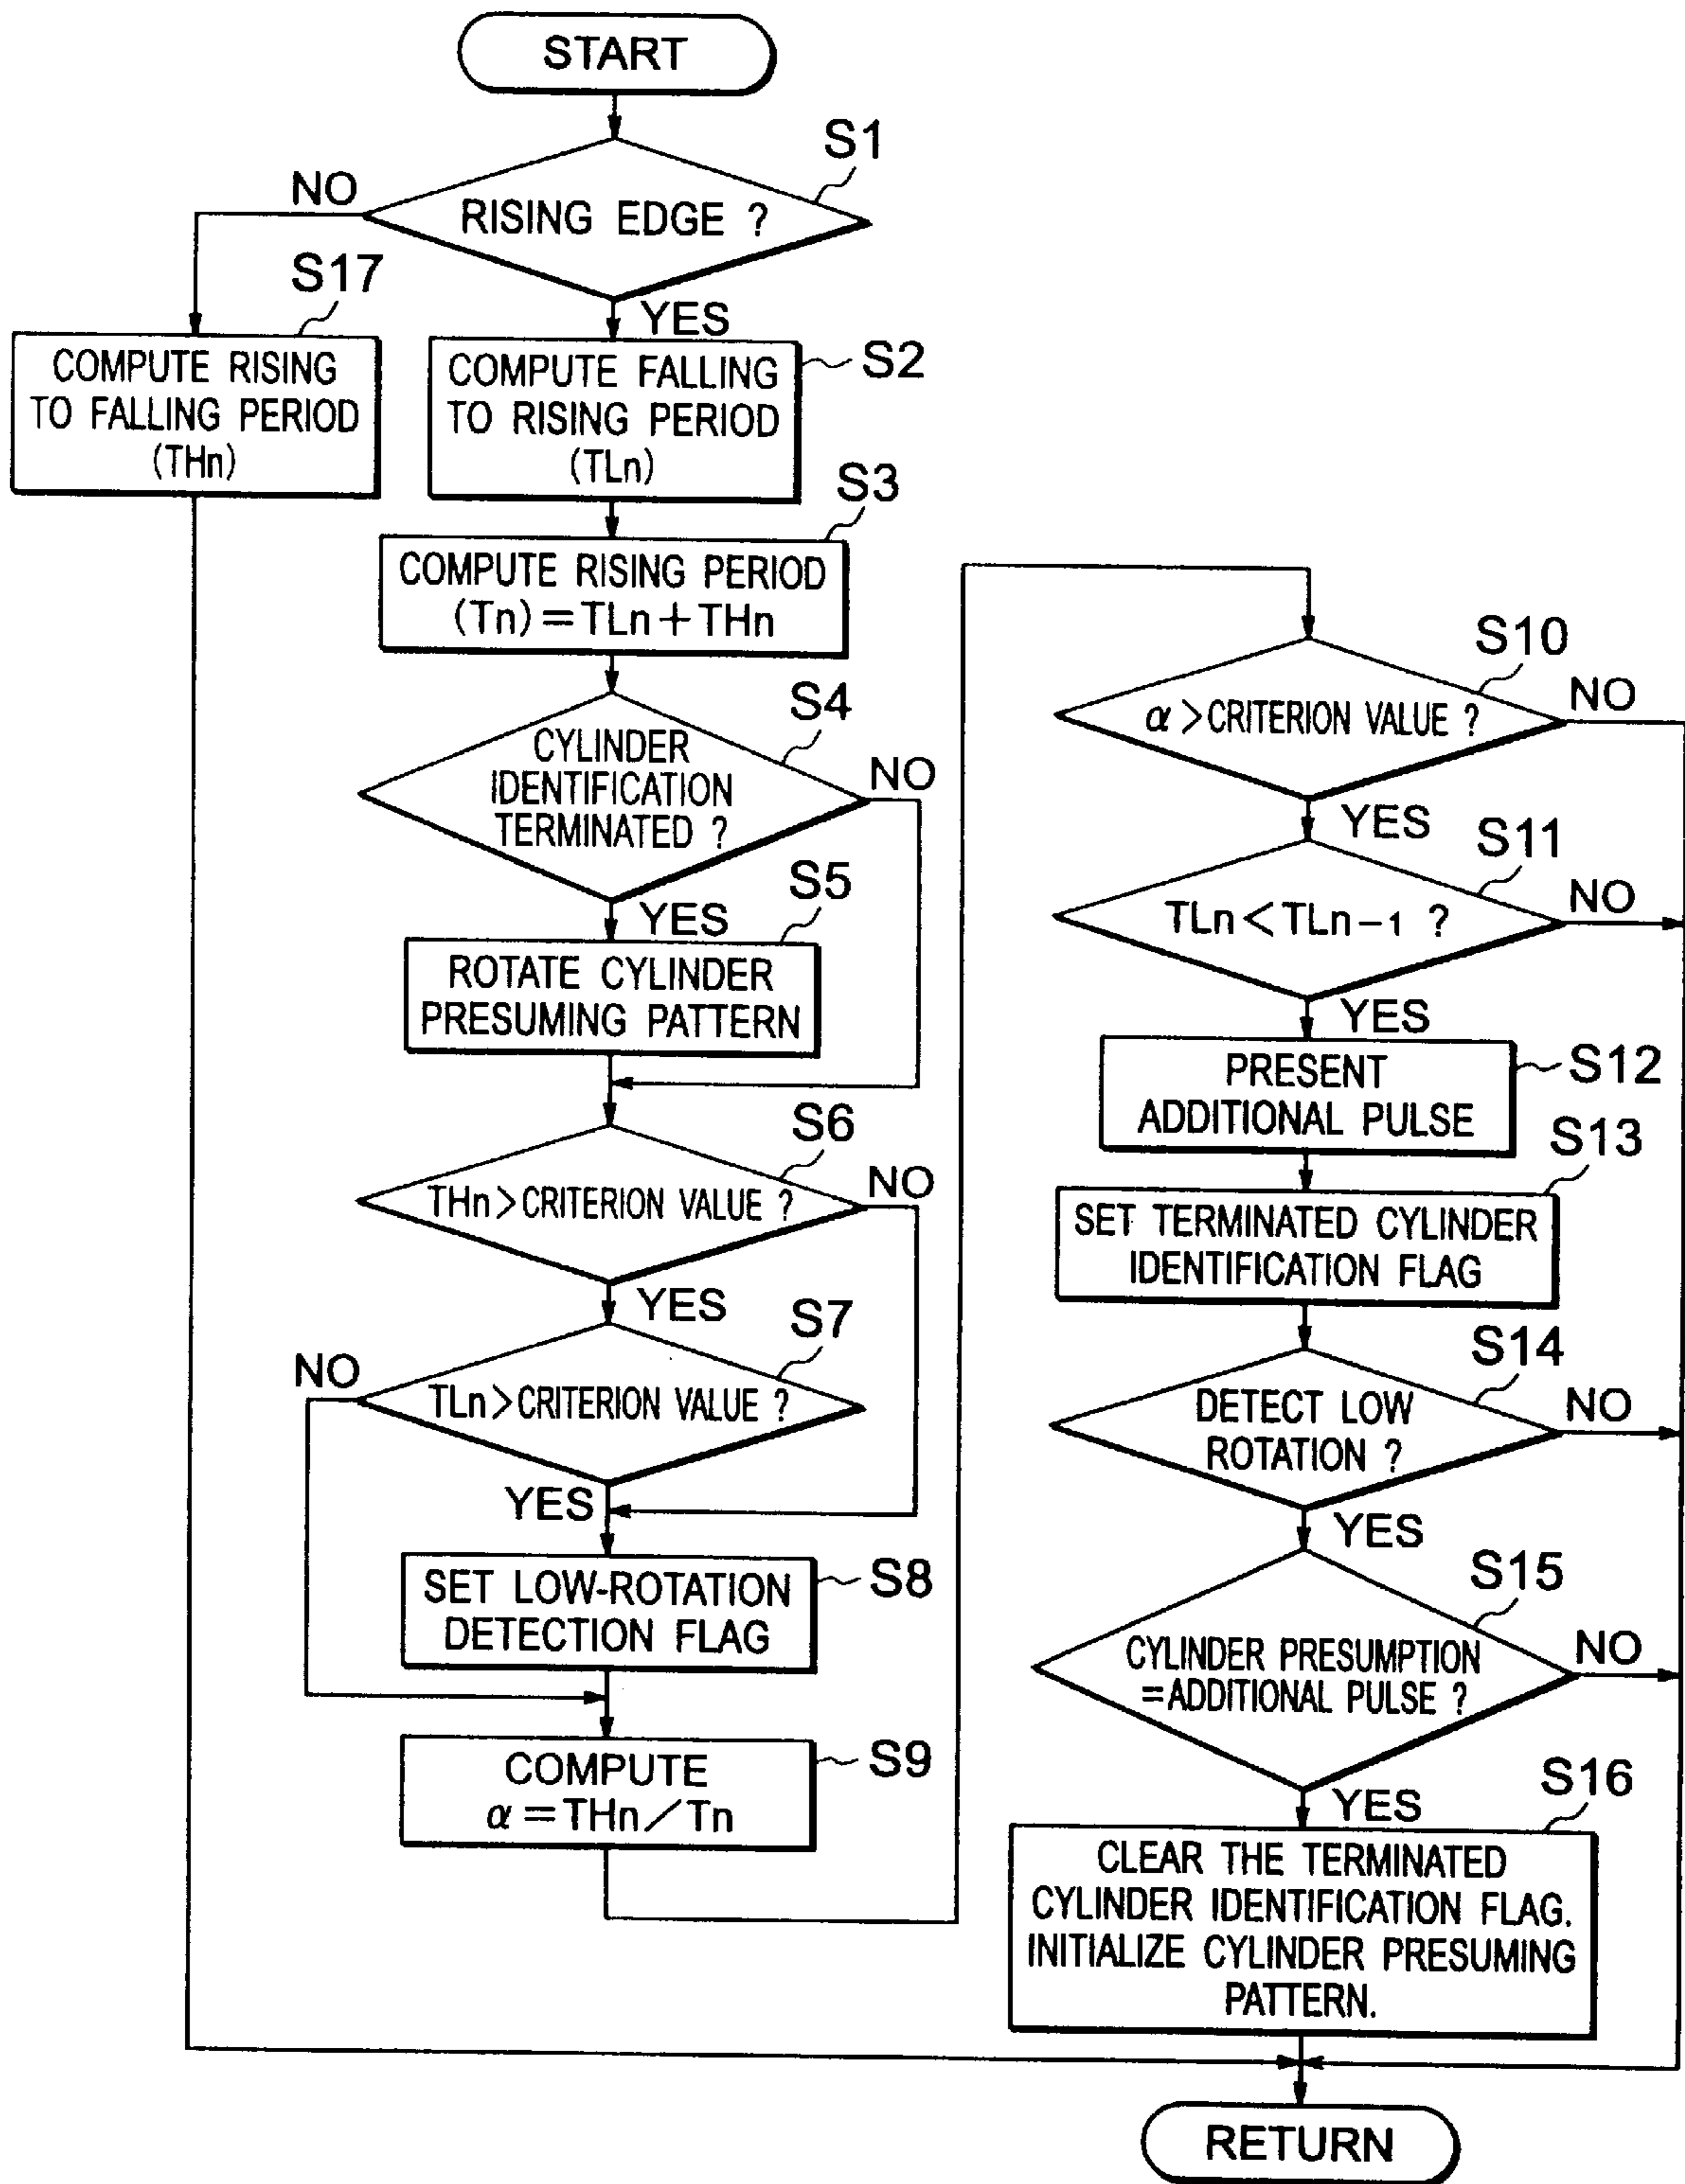 START
S1
NO
RISING EDGE ?
YES
S17
COMPUTE RISING
TO FALLING PERIOD
(THn)
S2
COMPUTE FALLING
TO RISING PERIOD
(TLn)
S3
COMPUTE RISING PERIOD
(Tn)=TLn+THn
S4
CYLINDER
IDENTIFICATION
TERMINATED ?
NO
YES
S5
ROTATE CYLINDER
PRESUMING PATTERN
S6
THn>CRITERION VALUE ?
NO
YES
S7
NO
TLn>CRITERION VALUE ?
YES
S8
SET LOW-ROTATION
DETECTION FLAG
S9
COMPUTE
α=THn/Tn
S10
α>CRITERION VALUE ?
NO
YES
S11
TLn<TLn-1 ?
NO
YES
S12
PRESENT
ADDITIONAL PULSE
S13
SET TERMINATED CYLINDER
IDENTIFICATION FLAG
S14
DETECT LOW
ROTATION ?
NO
YES
S15
CYLINDER PRESUMPTION
=ADDITIONAL PULSE ?
NO
YES
S16
CLEAR THE TERMINATED
CYLINDER IDENTIFICATION FLAG.
INITIALIZE CYLINDER PRESUMING
PATTERN.
RETURN